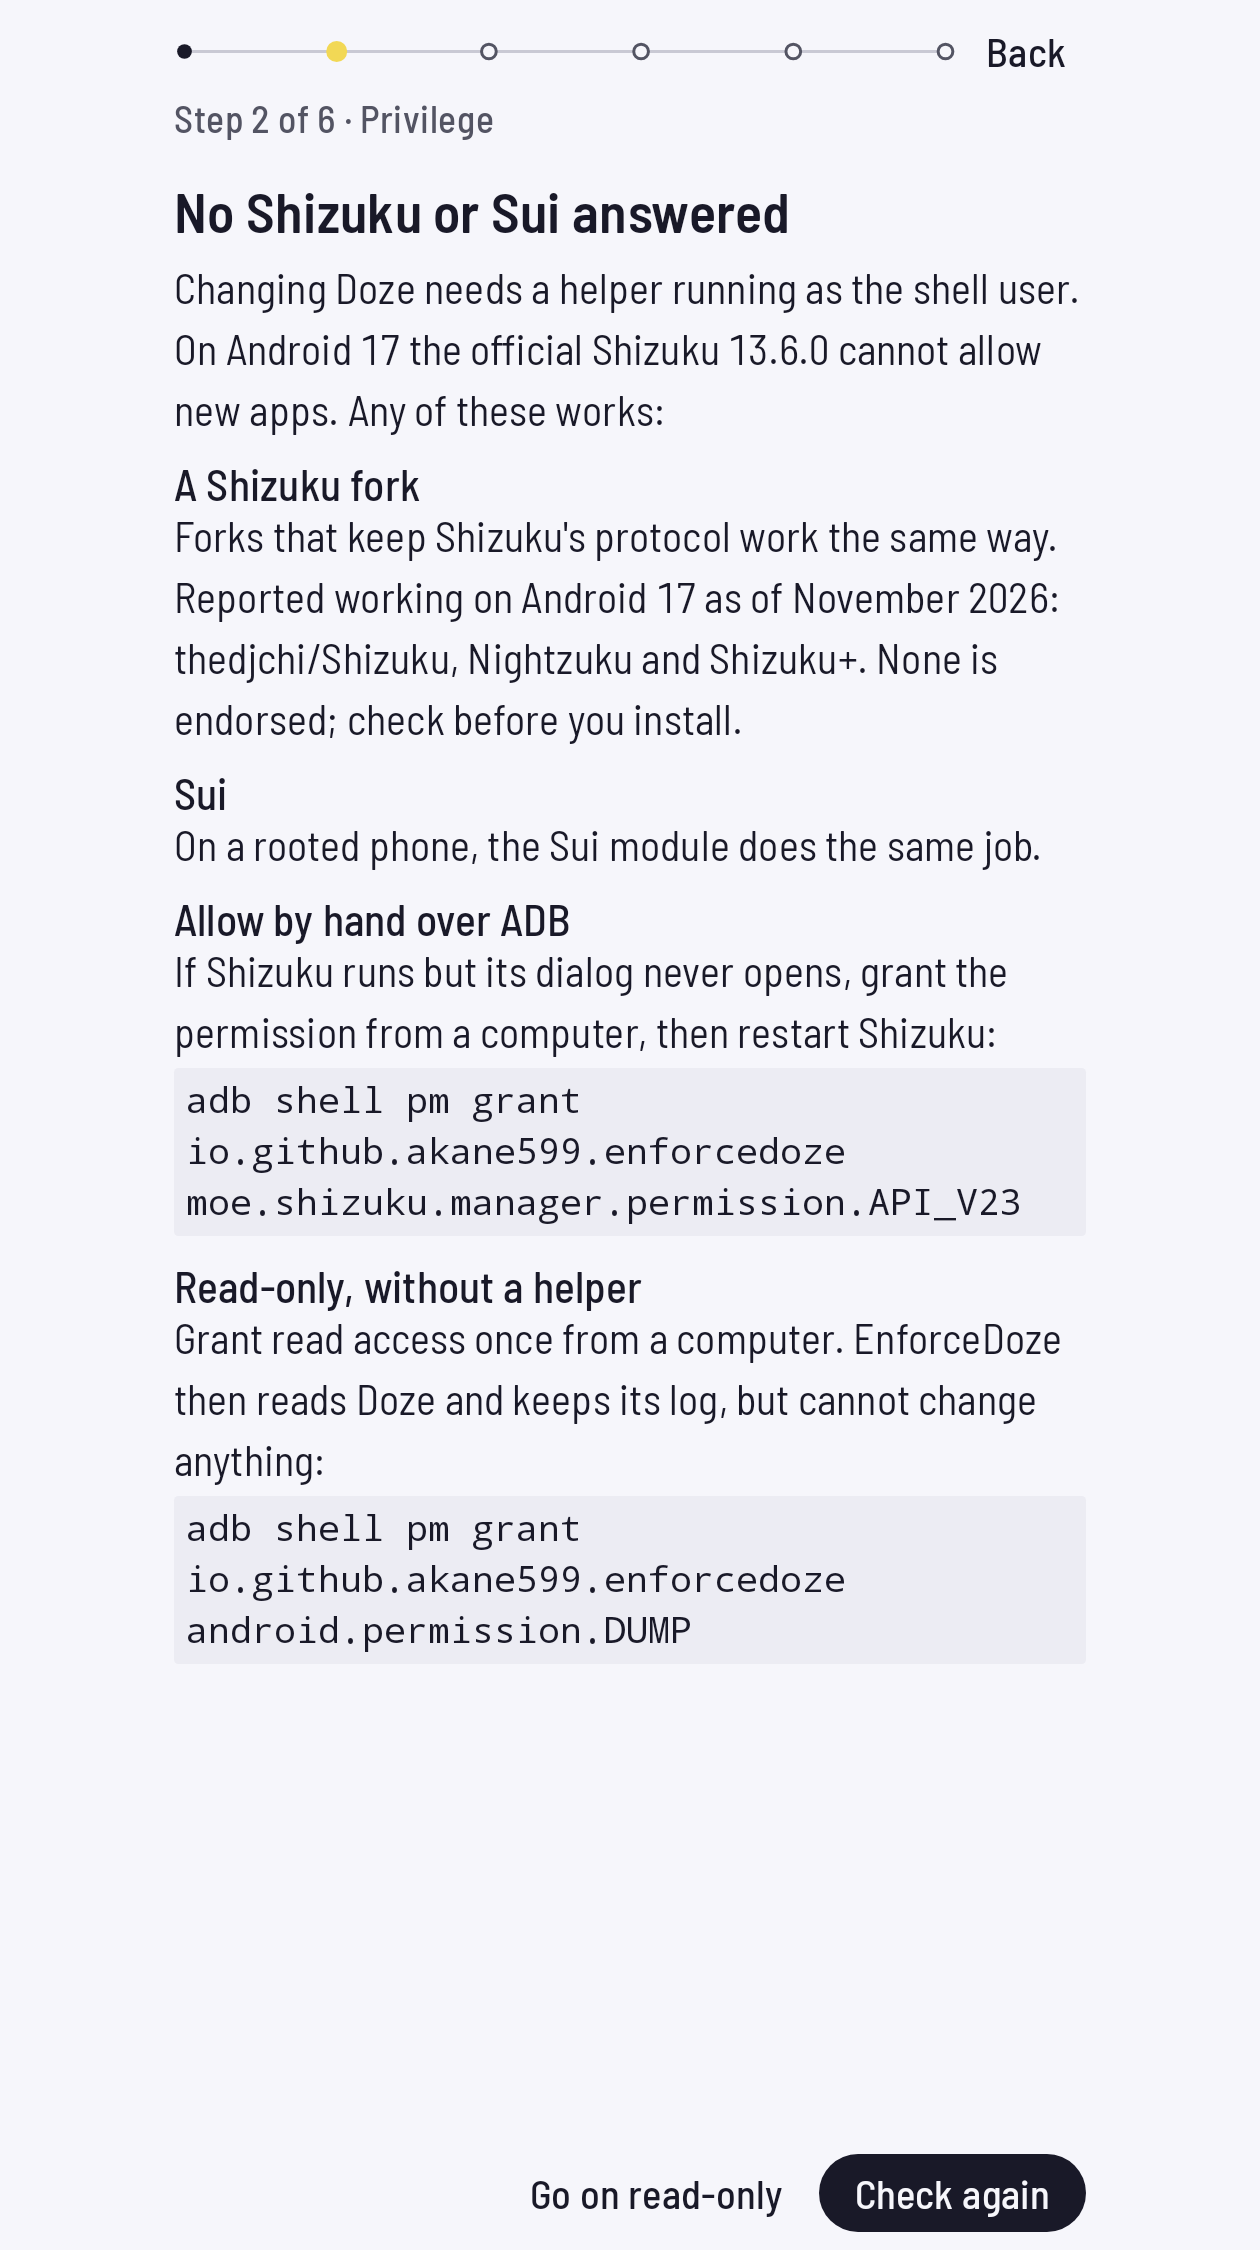 Back
Step 2 of 6 · Privilege
No Shizuku or Sui answered
Changing Doze needs a helper running as the shell user.
On Android 17 the official Shizuku 13.6.0 cannot allow
new apps. Any of these works:
A Shizuku fork
Forks that keep Shizuku's protocol work the same way.
Reported working on Android 17 as of November 2026:
thedjchi/Shizuku, Nightzuku and Shizuku+. None is
endorsed; check before you install.
Sui
On a rooted phone, the Sui module does the same job.
Allow by hand over ADB
If Shizuku runs but its dialog never opens, grant the
permission from a computer, then restart Shizuku:
adb shell pm grant
io.github.akane599.enforcedoze
moe.shizuku.manager.permission.API_V23
Read-only, without a helper
Grant read access once from a computer. EnforceDoze
then reads Doze and keeps its log, but cannot change
anything:
adb shell pm grant
io.github.akane599.enforcedoze
android.permission.DUMP
Go on read-only
Check again